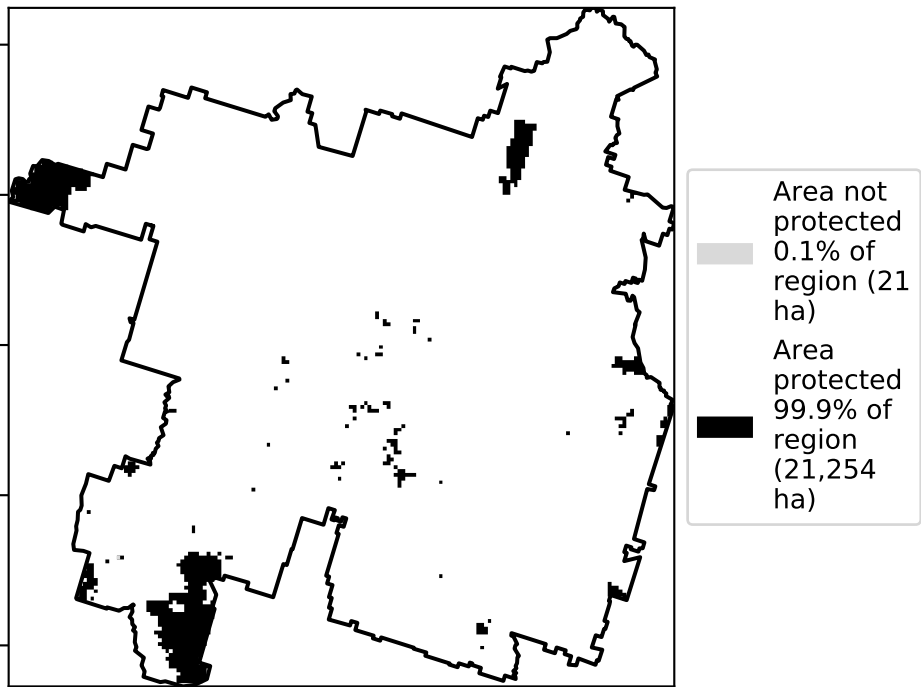 Area not
protected
0.1% of
region (21
ha)
Area
protected
99.9% of
region
(21,254
ha)